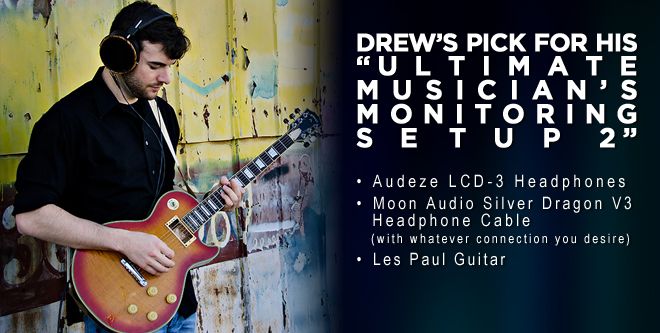 DREW'S PICK FOR HIS
"ULTIMATE
MUSICIAN'S
MONITORING
SETUP 2"
• Audeze LCD-3 Headphones
• Moon Audio Silver Dragon V3
Headphone Cable
(with whatever connection you desire)
• Les Paul Guitar